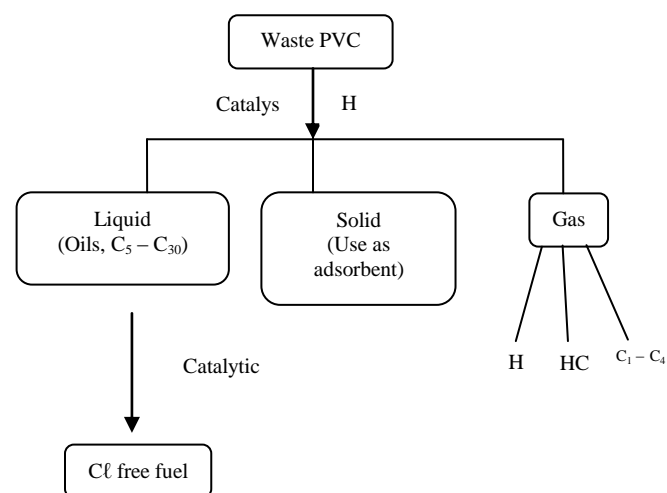 Waste PVC
Catalys H
Liquid
(Oils, C₅ – C₃₀)
Solid
(Use as
adsorbent)
Gas
H HC C₁ – C₄
Catalytic
Cℓ free fuel